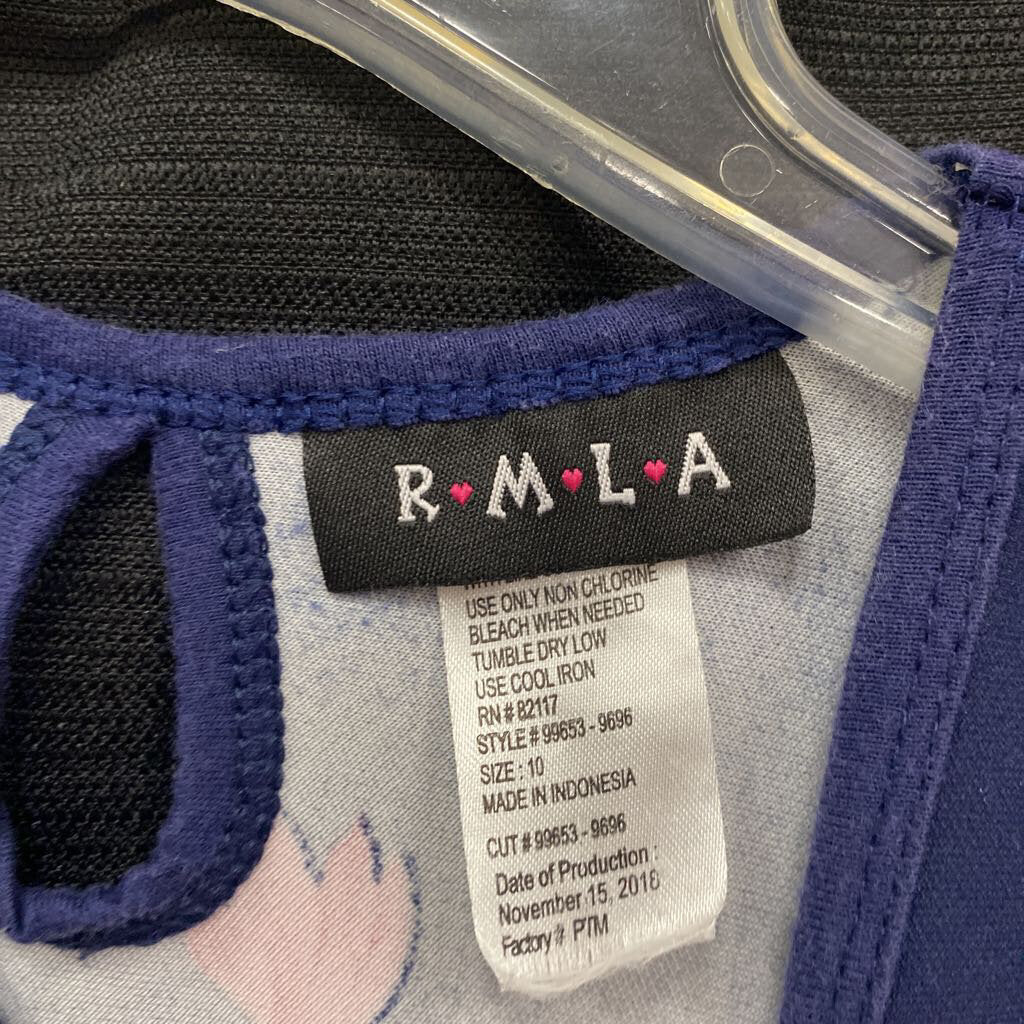 R♥M♥L♥A
USE ONLY NON CHLORINE
BLEACH WHEN NEEDED
TUMBLE DRY LOW
USE COOL IRON
RN # 82117
STYLE # 99653 - 9696
SIZE : 10
MADE IN INDONESIA
CUT # 99653 - 9696
Date of Production :
November 15, 2018
Factory # PTM